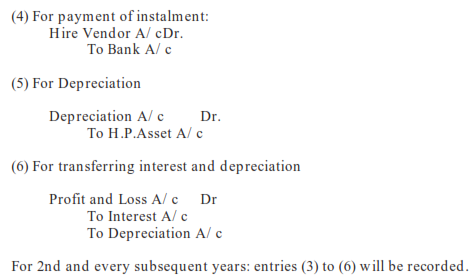 (4) For payment of instalment:
Hire Vendor A/ cDr.
To Bank A/ c
(5) For Depreciation
Depreciation A/ c Dr.
To H.P.Asset A/ c
(6) For transferring interest and depreciation
Profit and Loss A/ c Dr
To Interest A/ c
To Depreciation A/ c
For 2nd and every subsequent years: entries (3) to (6) will be recorded.